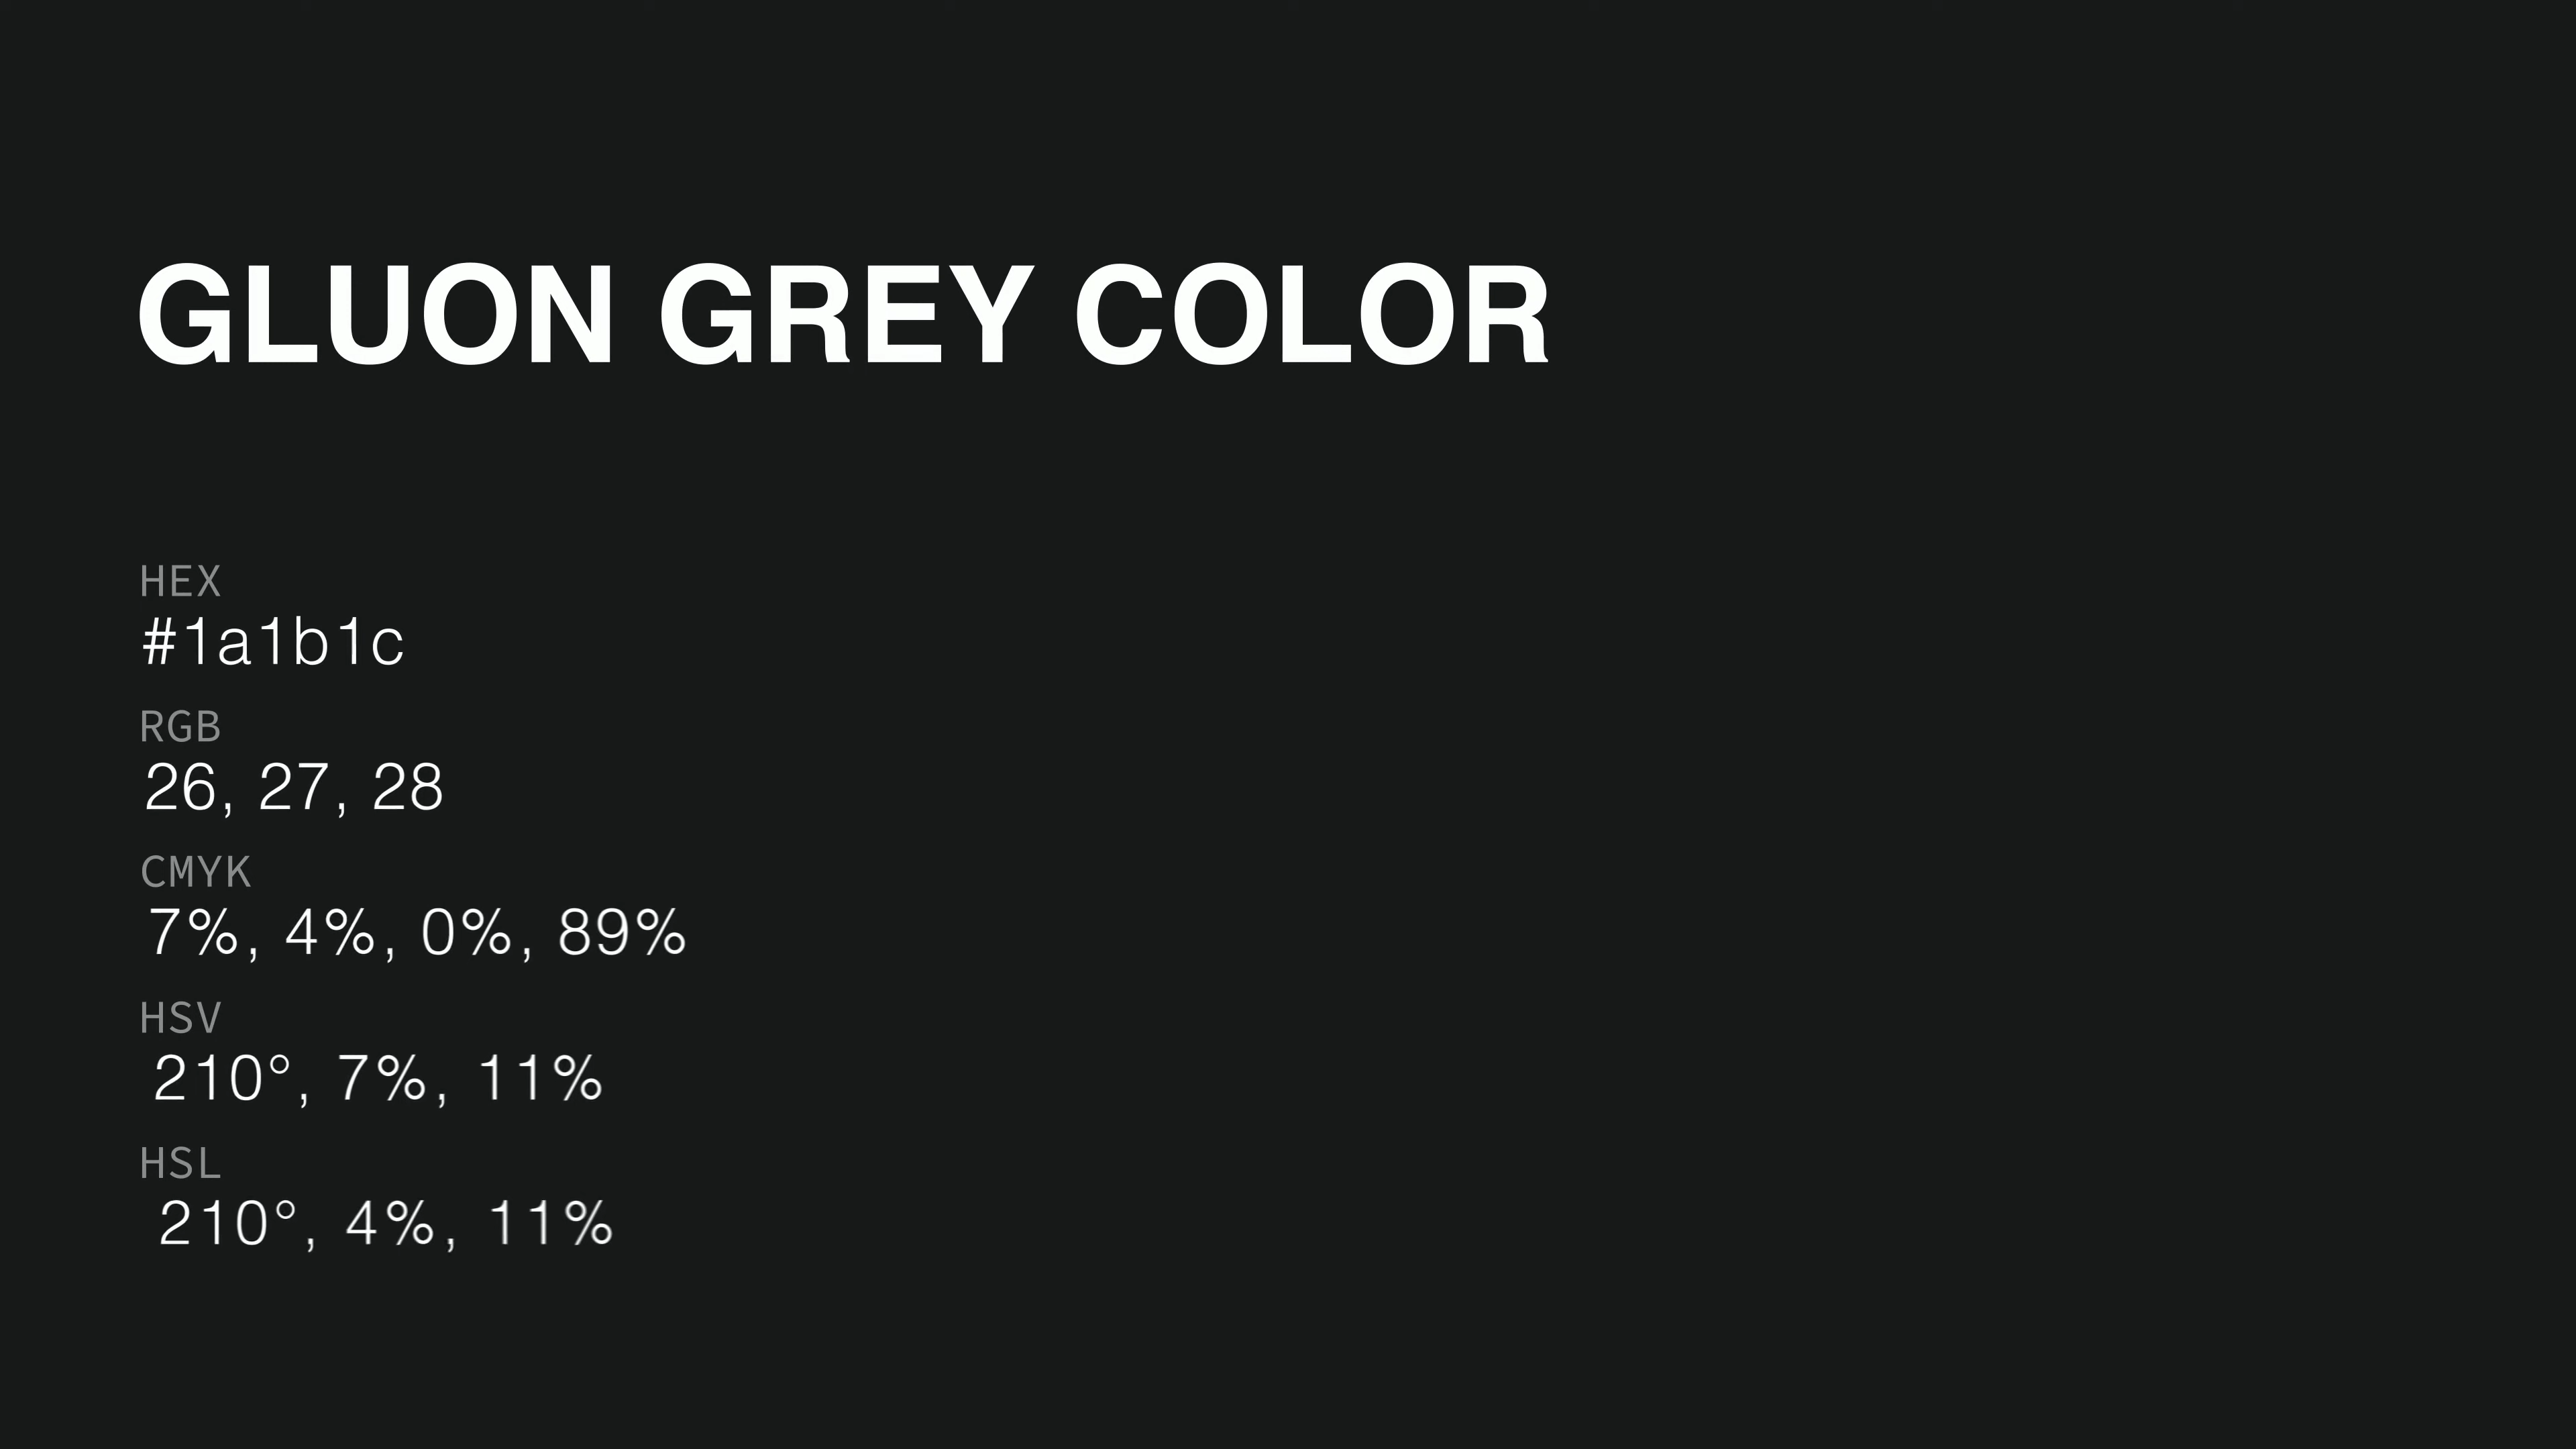 GLUON GREY COLOR
HEX
#1a1b1c
RGB
26, 27, 28
CMYK
7%, 4%, 0%, 89%
HSV
210°, 7%, 11%
HSL
210°, 4%, 11%